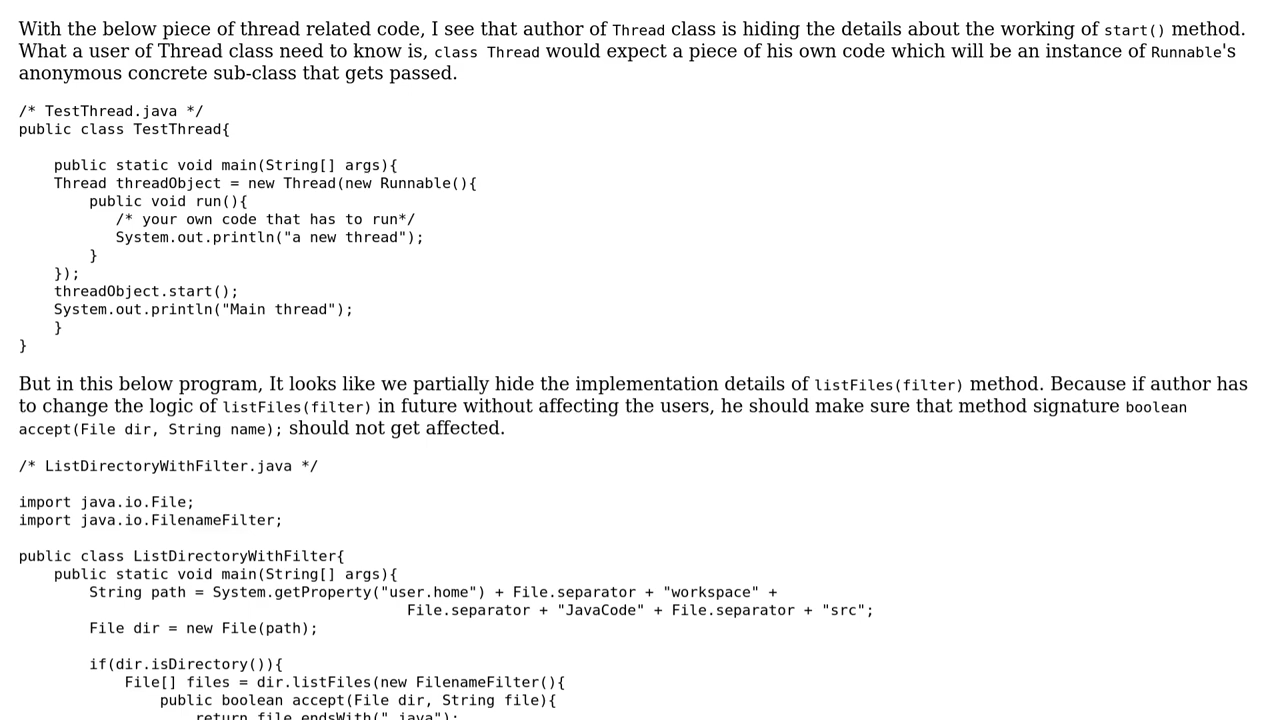 With the below piece of thread related code, I see that author of Thread class is hiding the details about the working of start() method.
What a user of Thread class need to know is, class Thread would expect a piece of his own code which will be an instance of Runnable's
anonymous concrete sub-class that gets passed.
/* TestThread.java */
public class TestThread{
    public static void main(String[] args){
    Thread threadObject = new Thread(new Runnable(){
        public void run(){
           /* your own code that has to run*/
           System.out.println("a new thread");
        }
    });
    threadObject.start();
    System.out.println("Main thread");
    }
}
But in this below program, It looks like we partially hide the implementation details of listFiles(filter) method. Because if author has
to change the logic of listFiles(filter) in future without affecting the users, he should make sure that method signature boolean
accept(File dir, String name); should not get affected.
/* ListDirectoryWithFilter.java */
import java.io.File;
import java.io.FilenameFilter;
public class ListDirectoryWithFilter{
    public static void main(String[] args){
        String path = System.getProperty("user.home") + File.separator + "workspace" +
                                            File.separator + "JavaCode" + File.separator + "src";
        File dir = new File(path);
        if(dir.isDirectory()){
            File[] files = dir.listFiles(new FilenameFilter(){
                public boolean accept(File dir, String file){
                    return file.endsWith(".java");